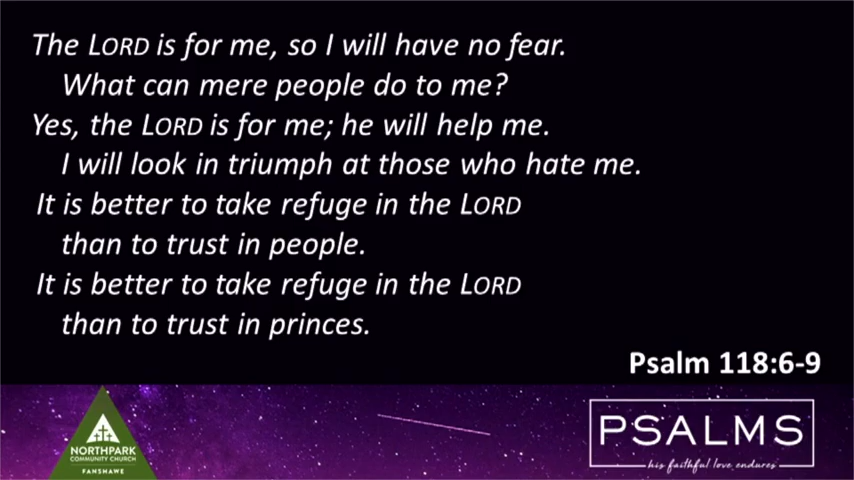 The LORD is for me, so I will have no fear.
What can mere people do to me?
Yes, the LORD is for me; he will help me.
I will look in triumph at those who hate me.
It is better to take refuge in the LORD
than to trust in people.
It is better to take refuge in the LORD
than to trust in princes.
Psalm 118:6-9
NORTHPARK
COMMUNITY CHURCH
FANSHAWE
PSALMS
his faithful love endures